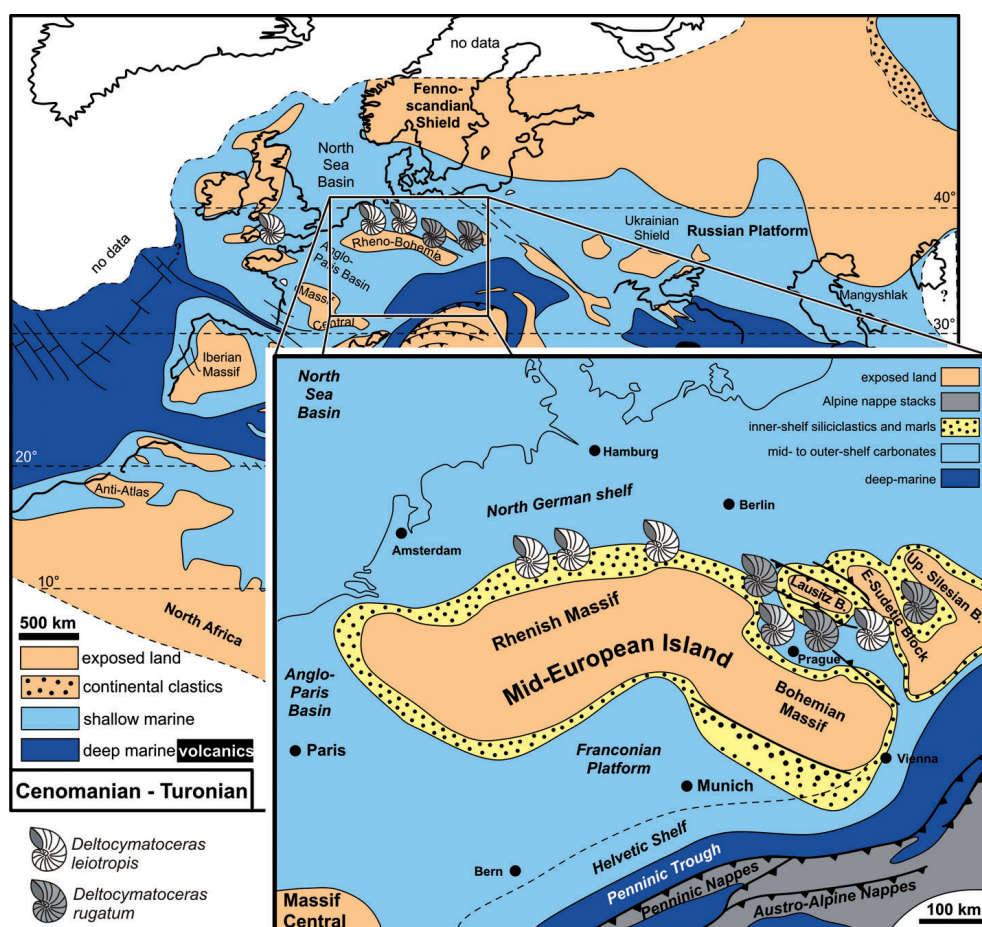 no data
Fenno-
scandian
Shield
North
Sea
Basin
40°
Ukrainian
Shield
Russian Platform
no data
Rheno-Bohemia
Anglo-
Paris Basin
Massif
Central
Mangyshlak
?
30°
Iberian
Massif
20°
Anti-Atlas
10°
North Africa
500 km
exposed land
continental clastics
shallow marine
deep marine
volcanics
Cenomanian - Turonian
Deltocymatoceras
leiotropis
Deltocymatoceras
rugatum
North
Sea
Basin
exposed land
Alpine nappe stacks
inner-shelf siliciclastics and marls
mid- to outer-shelf carbonates
deep-marine
Hamburg
North German shelf
Berlin
Amsterdam
Lausitz B.
E-Sudetic
Block
Up. Silesian B.
Rhenish Massif
Mid-European Island
Prague
Bohemian
Massif
Anglo-
Paris
Basin
Paris
Franconian
Platform
Vienna
Munich
Helvetic Shelf
Bern
Penninic Trough
Penninic Nappes
Austro-Alpine Nappes
Massif
Central
100 km